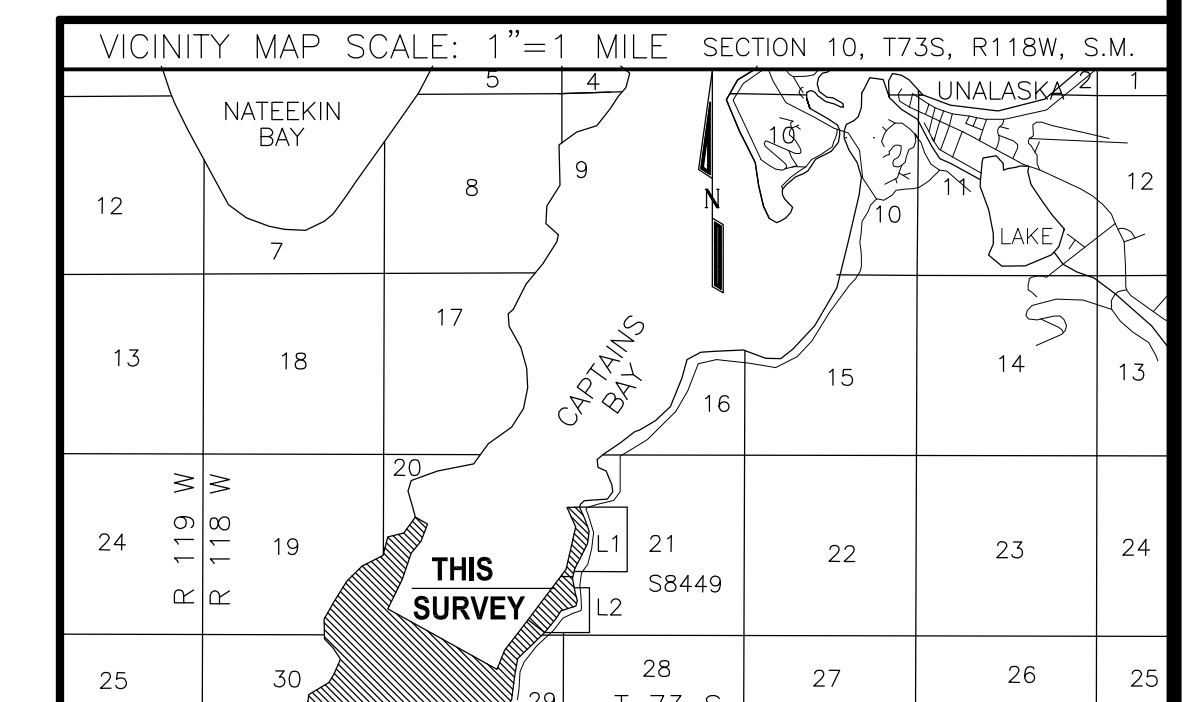 VICINITY MAP SCALE: 1"=1 MILE SECTION 10, T73S, R118W, S.M.
5 4 UNALASKA 2 1
NATEEKIN
BAY
10
12 8 9 N 11 12
10
7 LAKE
17
CAPTAINS
BAY
13 18 16 15 14 13
20
R 119 W
R 118 W
24 19 L1 21 22 23 24
THIS
SURVEY
S8449
L2
25 30 28 27 26 25
29